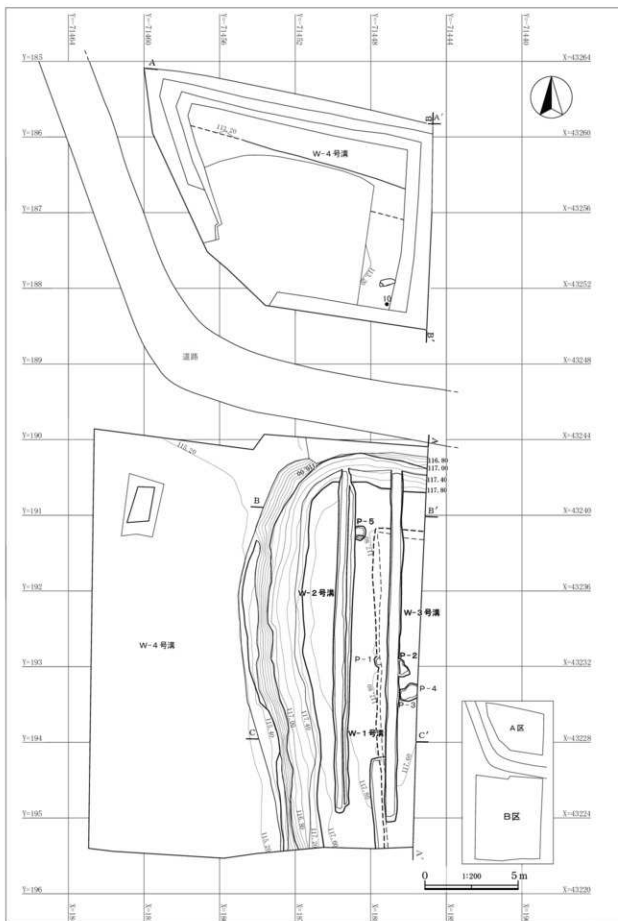 Y=-71464
Y=-71460
Y=-71456
Y=-71452
Y=-71448
Y=-71444
Y=-71440
Y=-185
X=43264
A
B
A'
Y=-186
X=43260
W-4号溝
Y=-187
X=43256
Y=-188
X=43252
10
B'
道路
Y=-189
X=43248
Y=-190
X=43244
A
115.20
116.80
117.00
117.40
117.80
B
Y=-191
X=43240
B'
P-5
Y=-192
X=43236
W-2号溝
W-3号溝
W-4号溝
Y=-193
X=43232
P-1
P-2
P-4
P-3
W-1号溝
A区
Y=-194
X=43228
C
C'
B区
Y=-195
X=43224
A'
0
1:200
5 m
Y=-196
X=43220